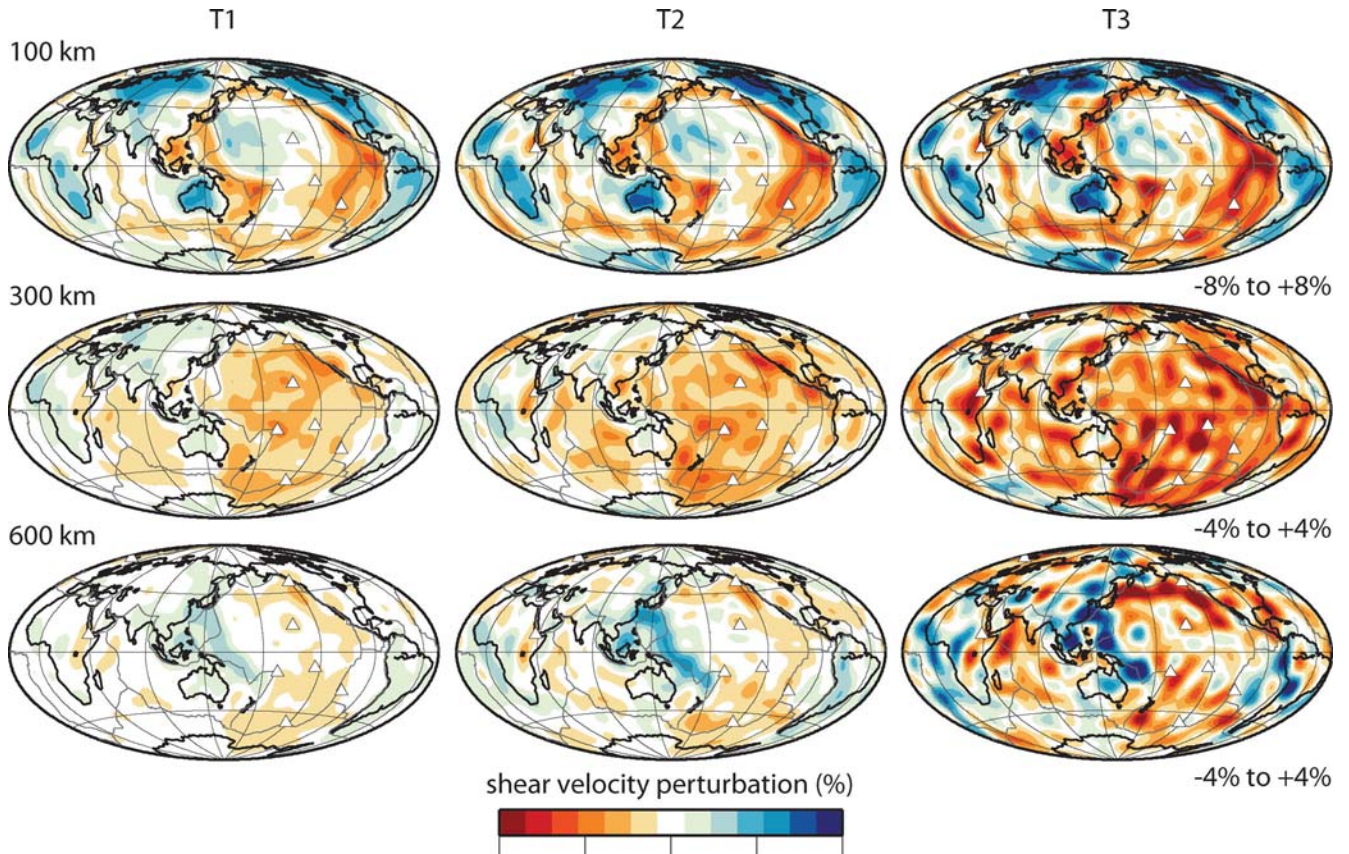 T1 T2 T3
100 km
-8% to +8%
300 km
-4% to +4%
600 km
-4% to +4%
shear velocity perturbation (%)